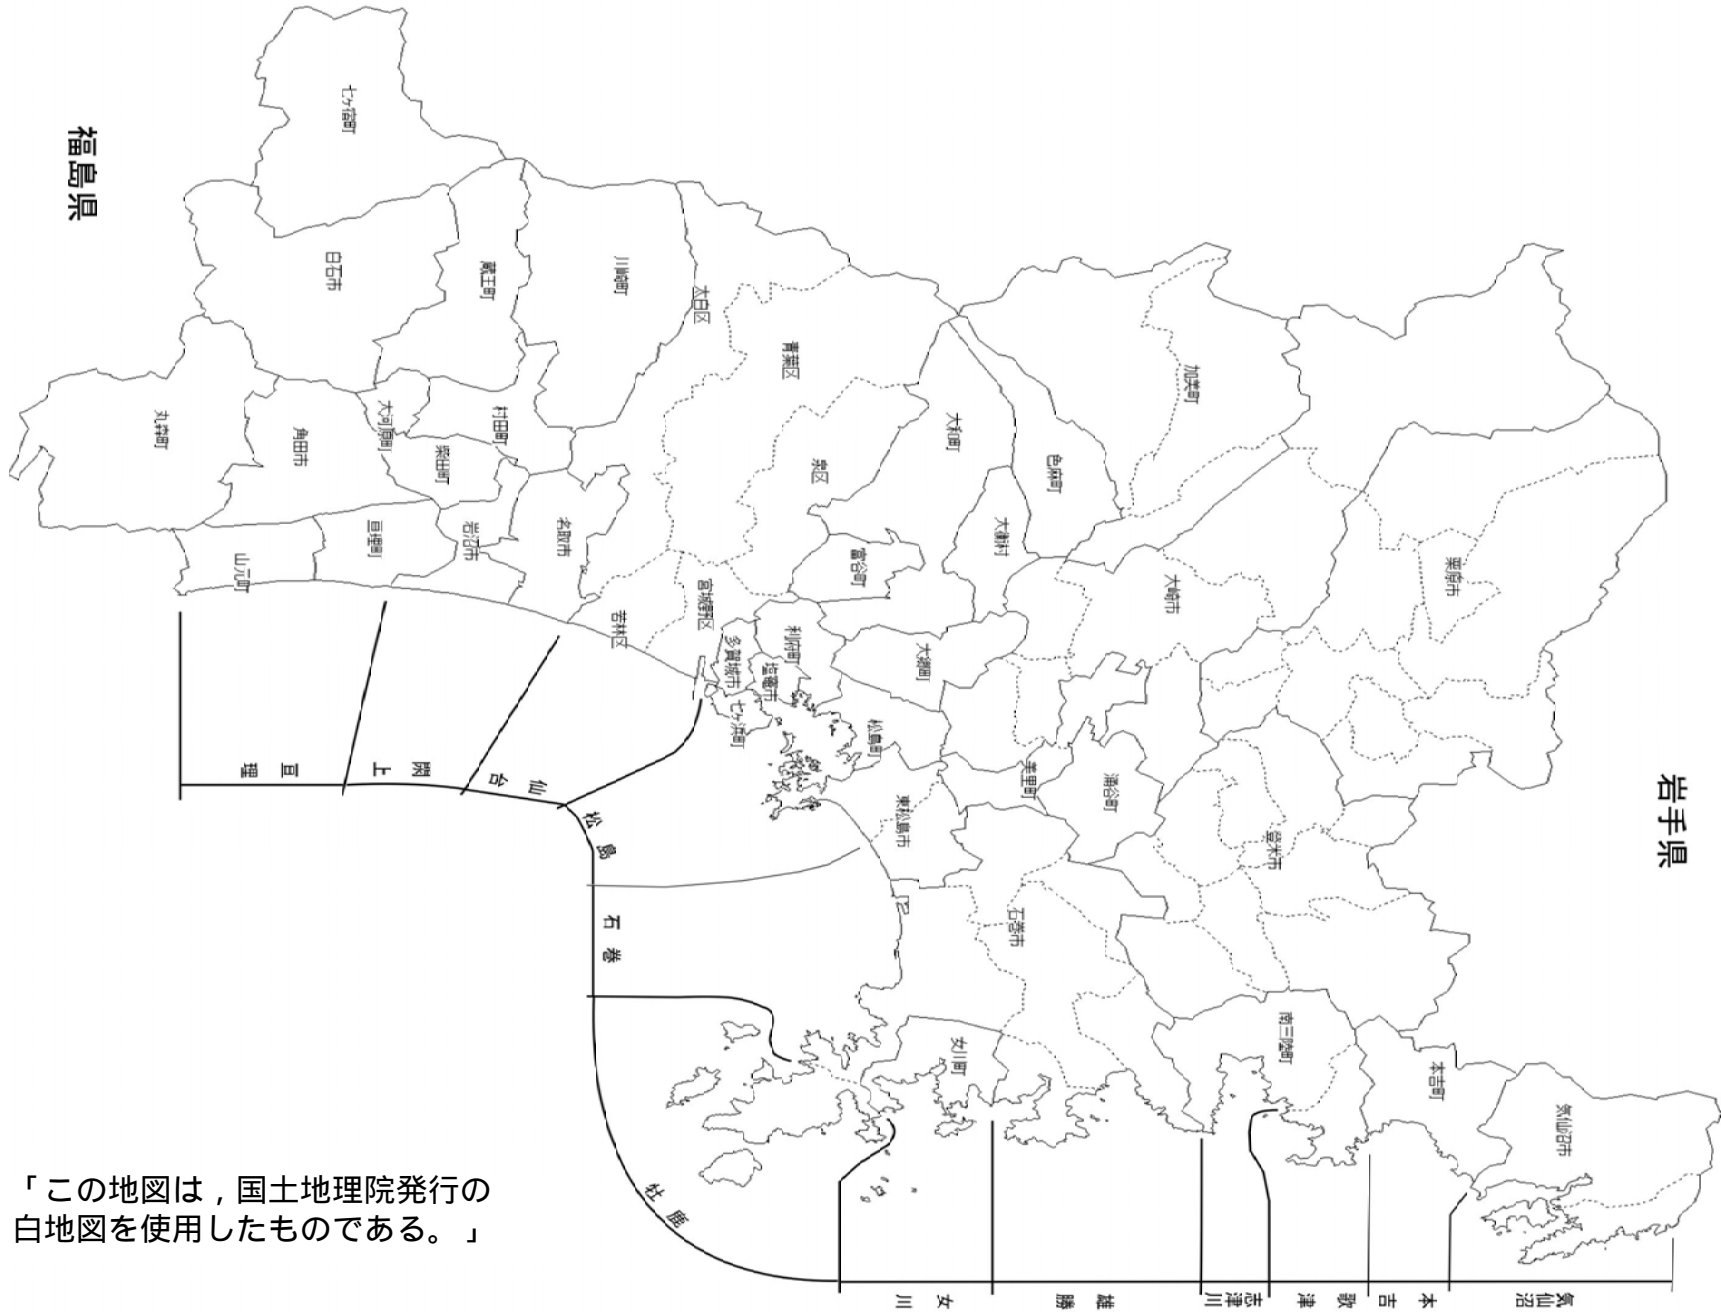 福島県
岩手県
七ヶ宿町
白石市
蔵王町
川崎町
太白区
青葉区
加美町
丸森町
角田市
大河原町
村田町
柴田町
泉区
大和町
色麻町
山元町
亘理町
岩沼市
名取市
富谷町
大衡村
大崎市
栗原市
若林区
宮城野区
多賀城市
塩竈市
利府町
七ヶ浜町
大郷町
松島町
美里町
涌谷町
東松島市
登米市
石巻市
女川町
南三陸町
本吉町
気仙沼市
亘理
閖上
仙台
松島
石巻
牡鹿
女川
雄勝
志津川
歌津
本吉
気仙沼
「この地図は，国土地理院発行の
白地図を使用したものである。」